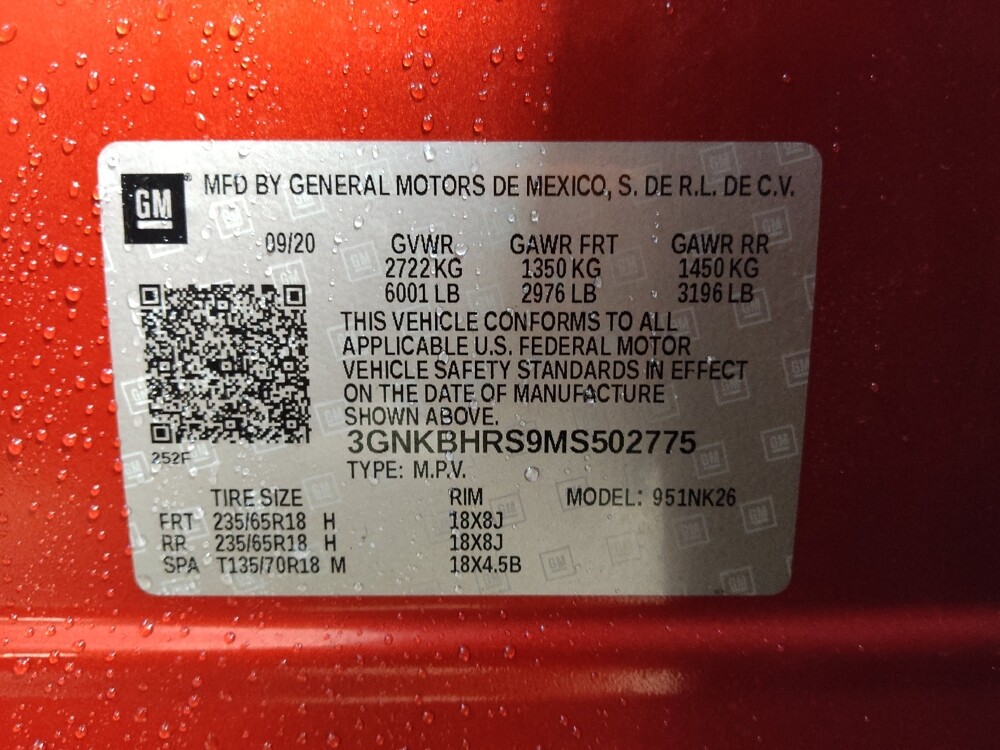 GM MFD BY GENERAL MOTORS DE MEXICO, S. DE R.L. DE C.V.
09/20 GVWR GAWR FRT GAWR RR
2722 KG 1350 KG 1450 KG
6001 LB 2976 LB 3196 LB
THIS VEHICLE CONFORMS TO ALL
APPLICABLE U.S. FEDERAL MOTOR
VEHICLE SAFETY STANDARDS IN EFFECT
ON THE DATE OF MANUFACTURE
SHOWN ABOVE.
3GNKBHRS9MS502775
252F
TYPE: M.P.V.
TIRE SIZE RIM MODEL: 951NK26
FRT 235/65R18 H 18X8J
RR 235/65R18 H 18X8J
SPA T135/70R18 M 18X4.5B